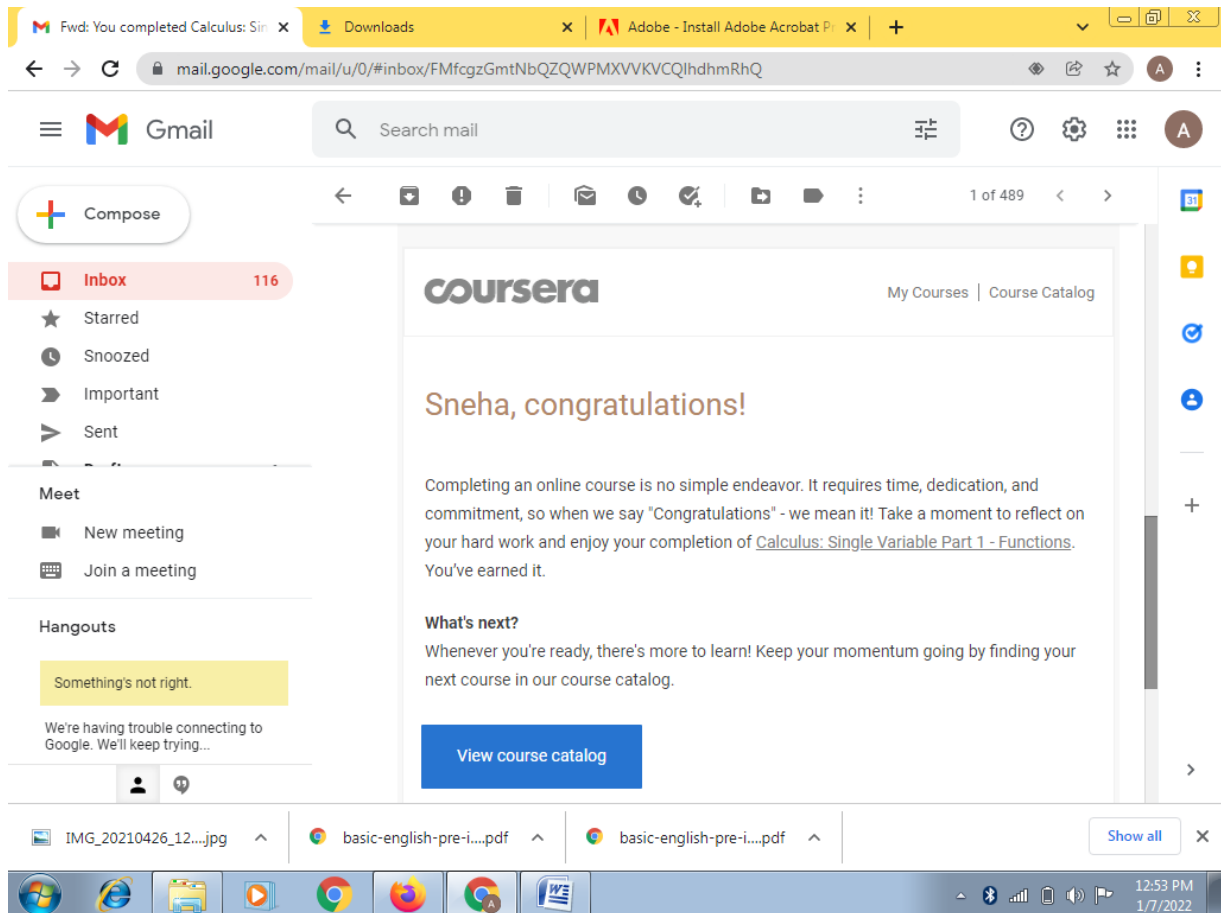 Fwd: You completed Calculus: Sin
Downloads
Adobe - Install Adobe Acrobat Pr
mail.google.com/mail/u/0/#inbox/FMfcgzGmtNbQZQWPMXVVKVCQlhdhmRhQ
A
Gmail
Search mail
A
Compose
1 of 489
31
Inbox 116
Starred
Snoozed
Important
Sent
Meet
New meeting
Join a meeting
Hangouts
Something's not right.
We're having trouble connecting to
Google. We'll keep trying...
coursera
My Courses | Course Catalog
Sneha, congratulations!
Completing an online course is no simple endeavor. It requires time, dedication, and
commitment, so when we say "Congratulations" - we mean it! Take a moment to reflect on
your hard work and enjoy your completion of Calculus: Single Variable Part 1 - Functions.
You've earned it.
What's next?
Whenever you're ready, there's more to learn! Keep your momentum going by finding your
next course in our course catalog.
View course catalog
IMG_20210426_12....jpg
basic-english-pre-i....pdf
basic-english-pre-i....pdf
Show all
12:53 PM
1/7/2022